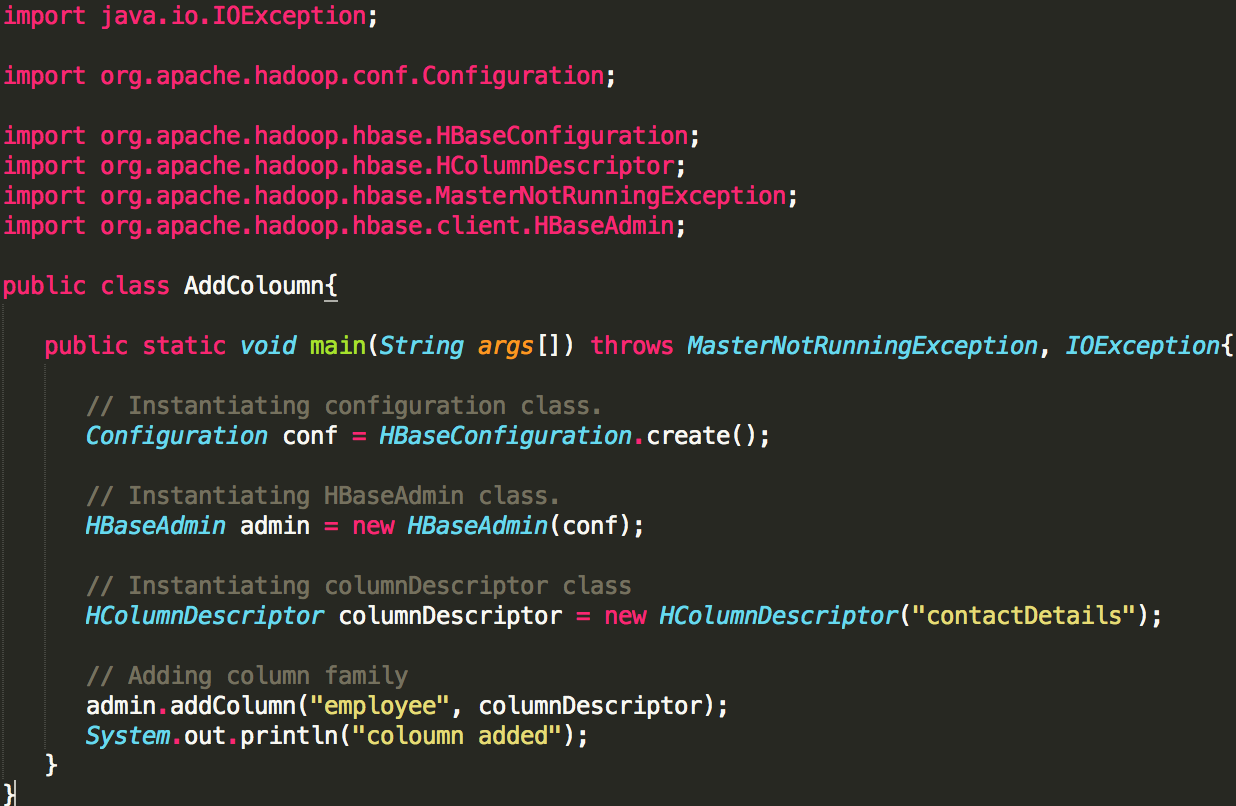 import java.io.IOException;
import org.apache.hadoop.conf.Configuration;
import org.apache.hadoop.hbase.HBaseConfiguration;
import org.apache.hadoop.hbase.HColumnDescriptor;
import org.apache.hadoop.hbase.MasterNotRunningException;
import org.apache.hadoop.hbase.client.HBaseAdmin;
public class AddColoumn{
public static void main(String args[]) throws MasterNotRunningException, IOException{
// Instantiating configuration class.
Configuration conf = HBaseConfiguration.create();
// Instantiating HBaseAdmin class.
HBaseAdmin admin = new HBaseAdmin(conf);
// Instantiating columnDescriptor class
HColumnDescriptor columnDescriptor = new HColumnDescriptor("contactDetails");
// Adding column family
admin.addColumn("employee", columnDescriptor);
System.out.println("coloumn added");
}
}